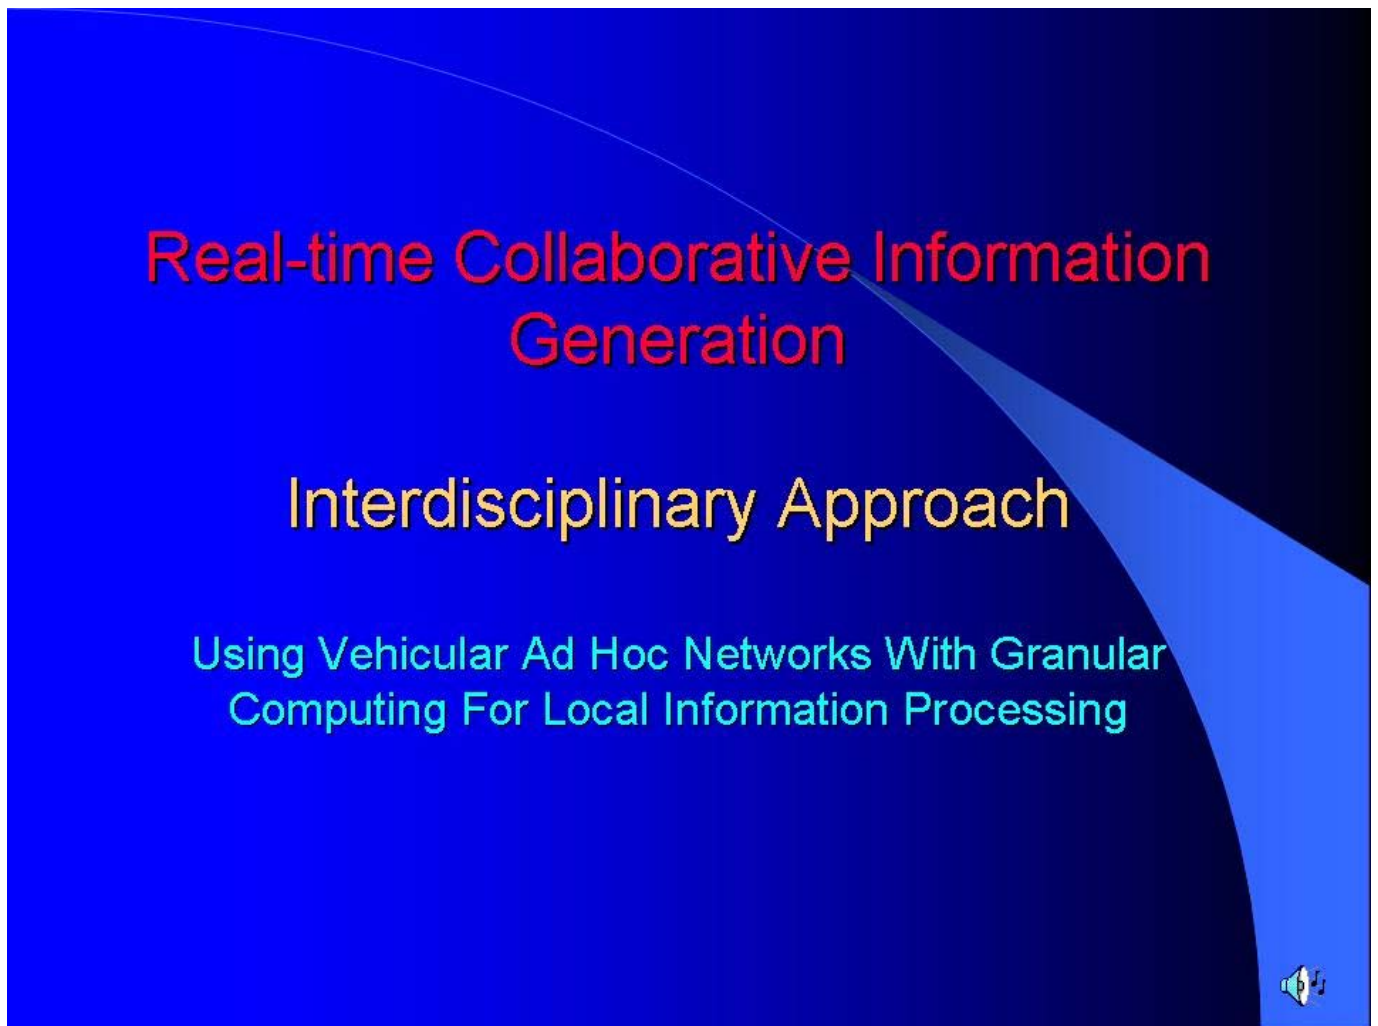 Real-time Collaborative Information
Generation
Interdisciplinary Approach
Using Vehicular Ad Hoc Networks With Granular
Computing For Local Information Processing